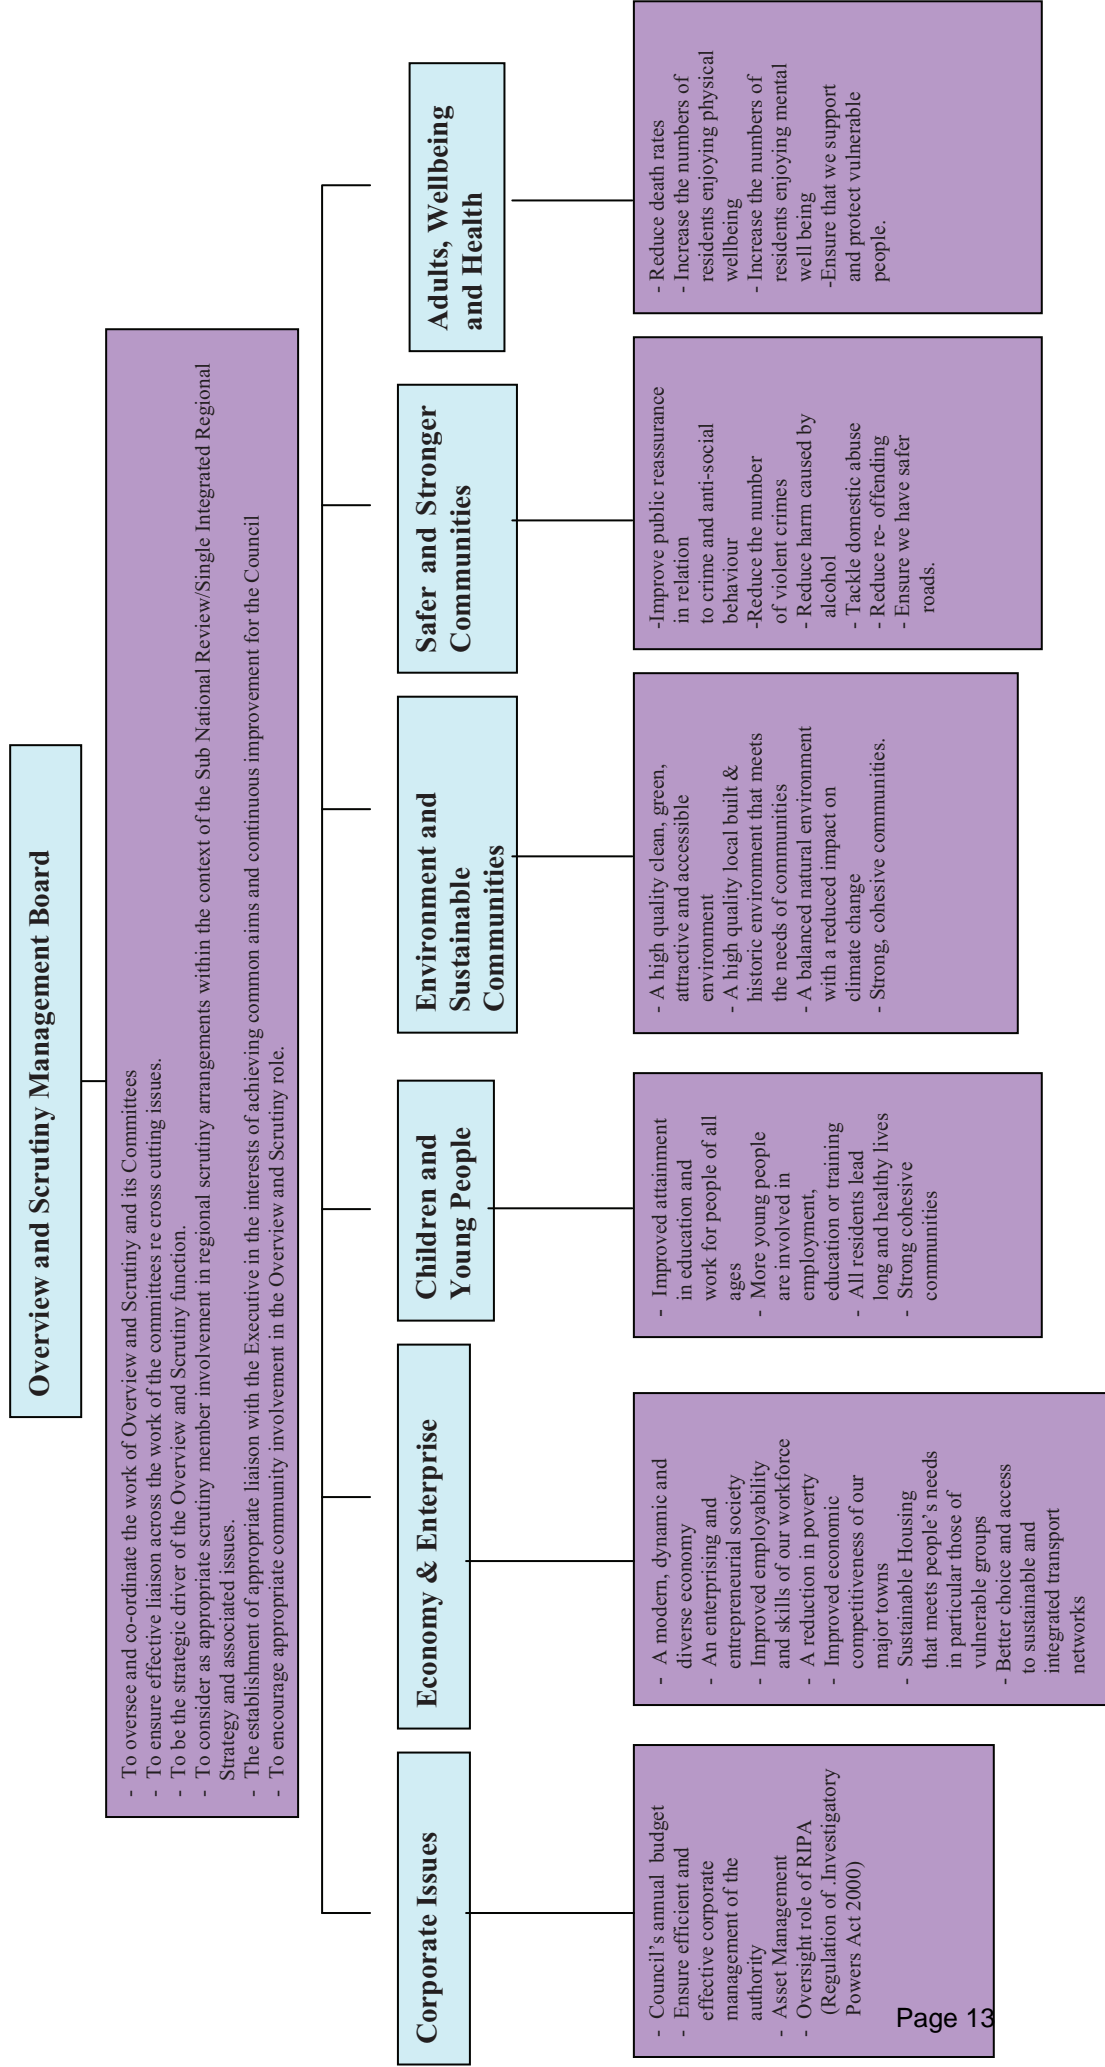 Overview and Scrutiny Management Board
- To oversee and co-ordinate the work of Overview and Scrutiny and its Committees
- To ensure effective liaison across the work of the committees re cross cutting issues.
- To be the strategic driver of the Overview and Scrutiny function.
- To consider as appropriate scrutiny member involvement in regional scrutiny arrangements within the context of the Sub National Review/Single Integrated Regional
Strategy and associated issues.
- The establishment of appropriate liaison with the Executive in the interests of achieving common aims and continuous improvement for the Council
- To encourage appropriate community involvement in the Overview and Scrutiny role.
Corporate Issues
- Council's annual budget
- Ensure efficient and
effective corporate
management of the
authority
- Asset Management
- Oversight role of RIPA
(Regulation of .Investigatory
Powers Act 2000)
Economy & Enterprise
- A modern, dynamic and
diverse economy
- An enterprising and
entrepreneurial society
- Improved employability
and skills of our workforce
- A reduction in poverty
- Improved economic
competitiveness of our
major towns
- Sustainable Housing
that meets people's needs
in particular those of
vulnerable groups
- Better choice and access
to sustainable and
integrated transport
networks
Children and
Young People
- Improved attainment
in education and
work for people of all
ages
- More young people
are involved in
employment,
education or training
- All residents lead
long and healthy lives
- Strong cohesive
communities
Environment and
Sustainable
Communities
- A high quality clean, green,
attractive and accessible
environment
- A high quality local built &
historic environment that meets
the needs of communities
- A balanced natural environment
with a reduced impact on
climate change
- Strong, cohesive communities.
Safer and Stronger
Communities
-Improve public reassurance
in relation
to crime and anti-social
behaviour
-Reduce the number
of violent crimes
- Reduce harm caused by
alcohol
- Tackle domestic abuse
- Reduce re- offending
- Ensure we have safer
roads.
Adults, Wellbeing
and Health
- Reduce death rates
- Increase the numbers of
residents enjoying physical
wellbeing
- Increase the numbers of
residents enjoying mental
well being
-Ensure that we support
and protect vulnerable
people.
Page 13